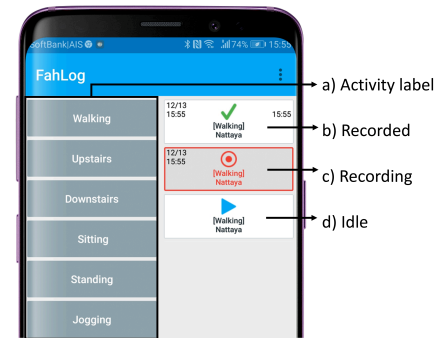 SoftBank|AIS
74% 15:55
FahLog
Walking
Upstairs
Downstairs
Sitting
Standing
Jogging
12/13
15:55
15:55
[Walking]
Nattaya
12/13
15:55
[Walking]
Nattaya
[Walking]
Nattaya
a) Activity label
b) Recorded
c) Recording
d) Idle